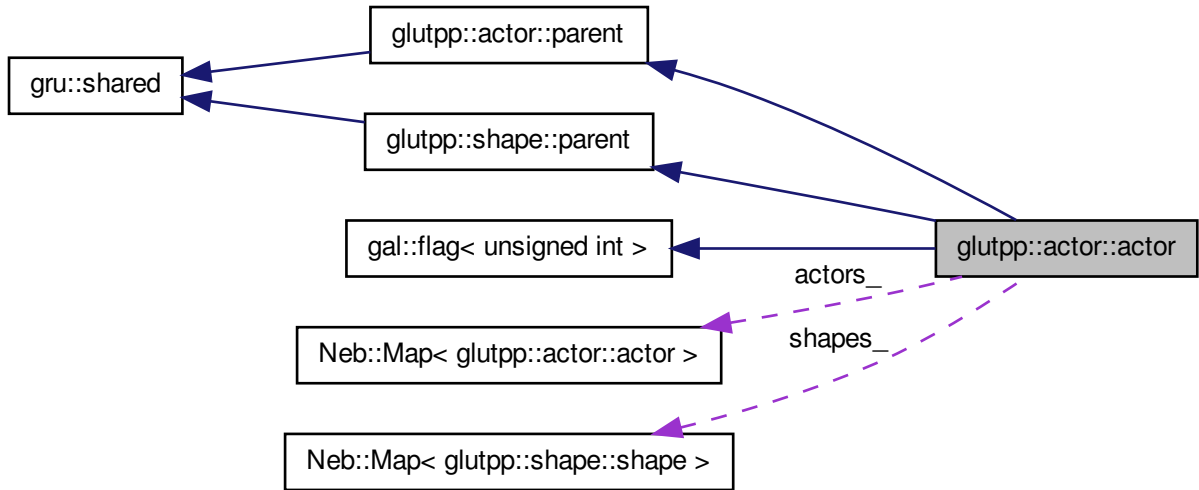 glutpp::actor::parent
gru::shared
glutpp::shape::parent
gal::flag< unsigned int >
glutpp::actor::actor
actors_
Neb::Map< glutpp::actor::actor >
shapes_
Neb::Map< glutpp::shape::shape >